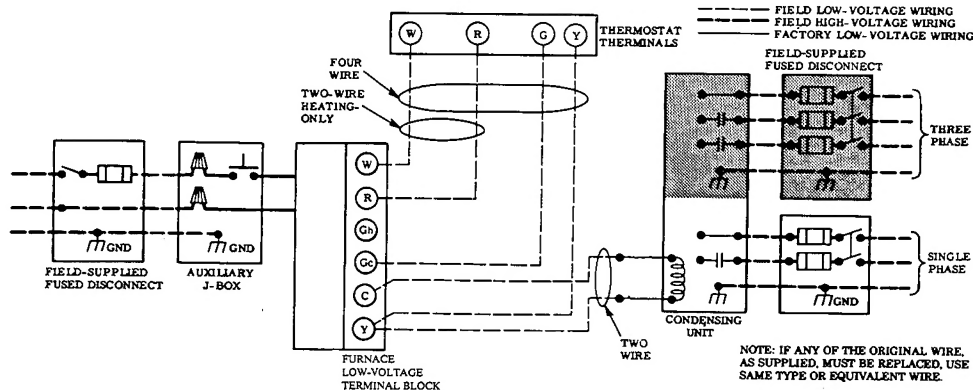 FIELD LOW-VOLTAGE WIRING
FIELD HIGH-VOLTAGE WIRING
FACTORY LOW-VOLTAGE WIRING
W
R
G
Y
THERMOSTAT
TERMINALS
FOUR
WIRE
TWO-WIRE
HEATING-
ONLY
FIELD-SUPPLIED
FUSED DISCONNECT
THREE
PHASE
W
R
Gh
Gc
C
Y
GND
GND
FIELD-SUPPLIED
FUSED DISCONNECT
AUXILIARY
J-BOX
FURNACE
LOW-VOLTAGE
TERMINAL BLOCK
TWO
WIRE
CONDENSING
UNIT
GND
SINGLE
PHASE
NOTE: IF ANY OF THE ORIGINAL WIRE,
AS SUPPLIED, MUST BE REPLACED, USE
SAME TYPE OR EQUIVALENT WIRE.